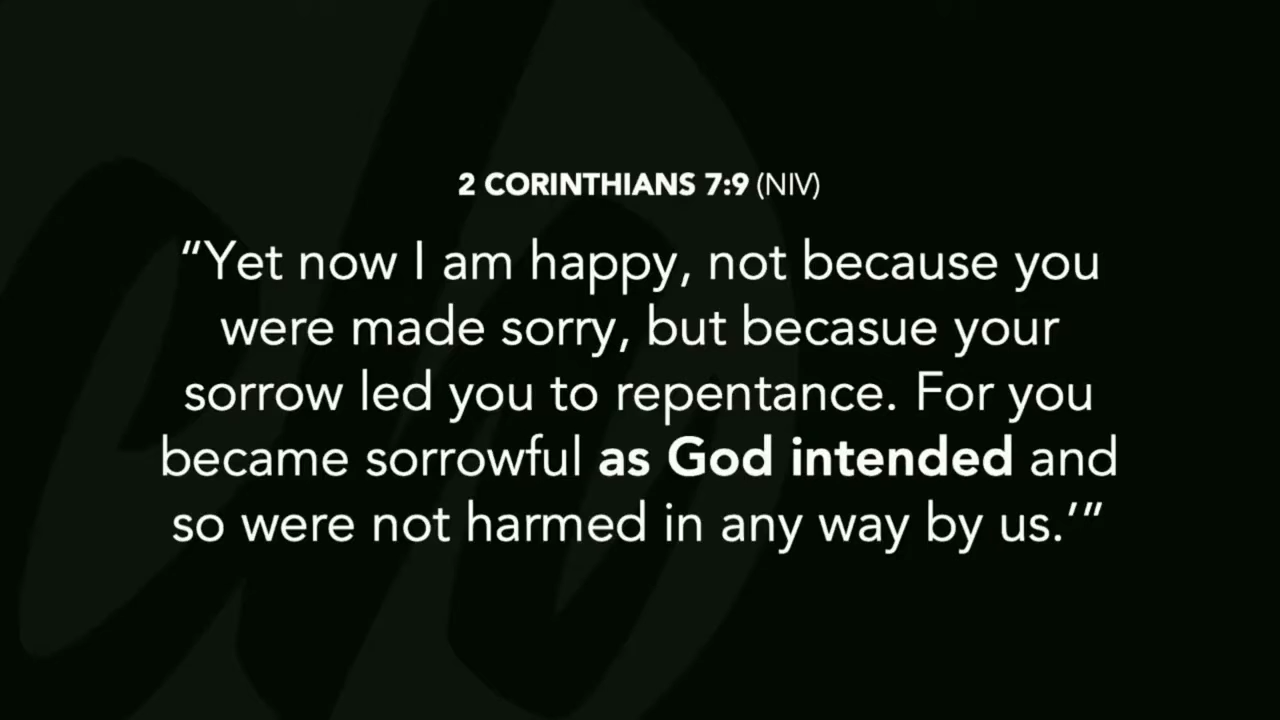 2 CORINTHIANS 7:9 (NIV)
“Yet now I am happy, not because you
were made sorry, but becasue your
sorrow led you to repentance. For you
became sorrowful as God intended and
so were not harmed in any way by us.’”